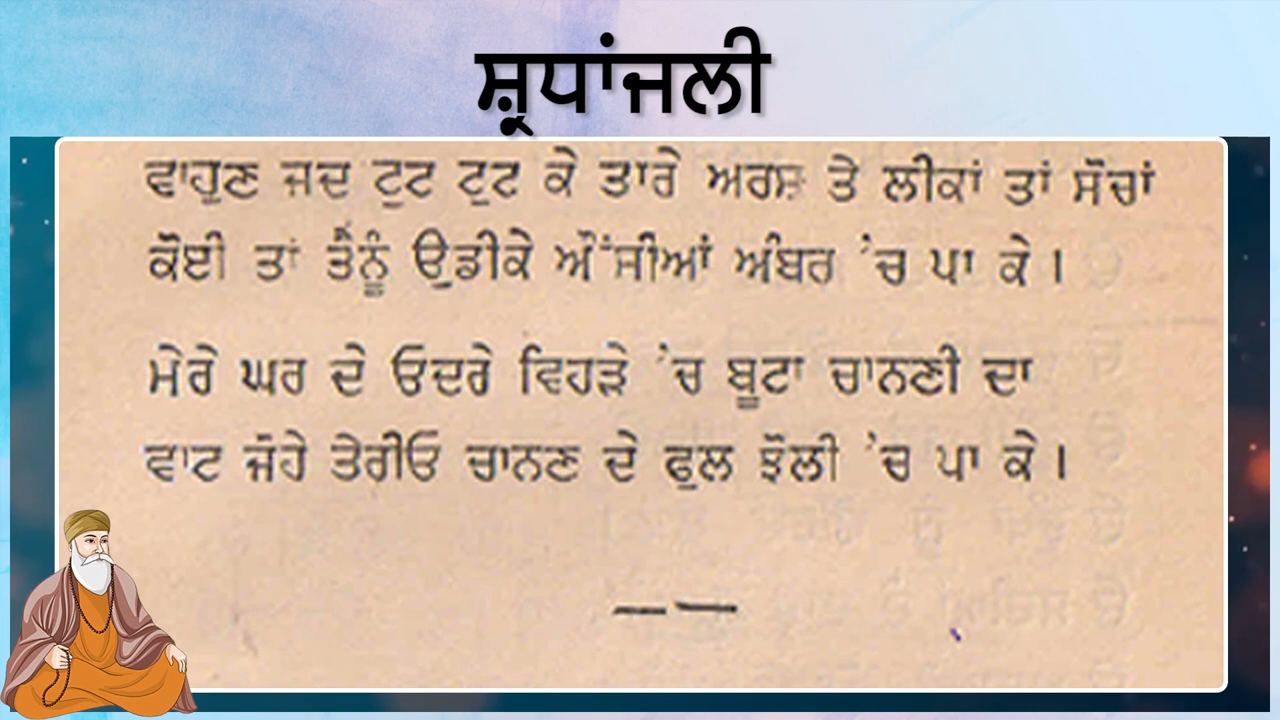 ਸ਼੍ਰਧਾਂਜਲੀ
ਵਾਹੁਣ ਜਦ ਟੁਟ ਟੁਟ ਕੇ ਤਾਰੇ ਅਰਸ਼ ਤੇ ਲੀਕਾਂ ਤਾਂ ਸੋਚਾਂ
ਕੋਈ ਤਾਂ ਤੈਨੂੰ ਉਡੀਕੇ ਔਂਸੀਆਂ ਅੰਬਰ 'ਚ ਪਾ ਕੇ ।
ਮੇਰੇ ਘਰ ਦੇ ਓਦਰੇ ਵਿਹੜੇ 'ਚ ਬੂਟਾ ਚਾਨਣੀ ਦਾ
ਵਾਟ ਜੋਹੇ ਤੇਰੀਓ ਚਾਨਣ ਦੇ ਫੁਲ ਝੋਲੀ 'ਚ ਪਾ ਕੇ ।